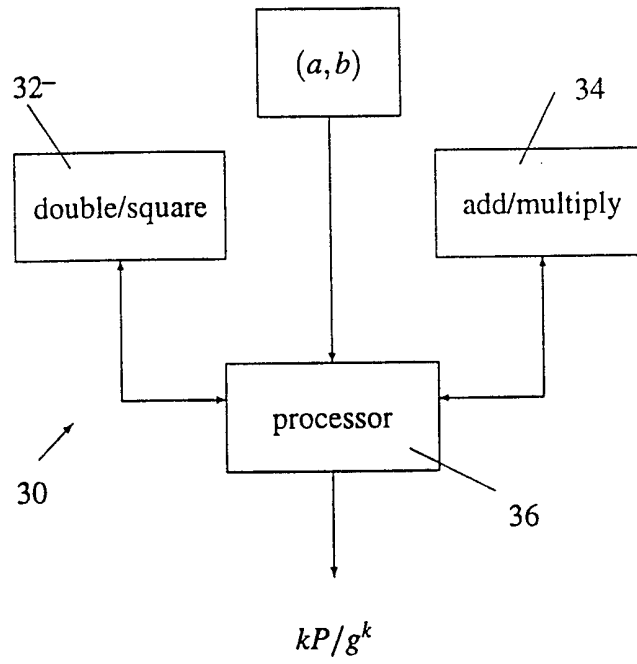 (a, b)
32
34
double/square
add/multiply
processor
30
36
kP/g^k